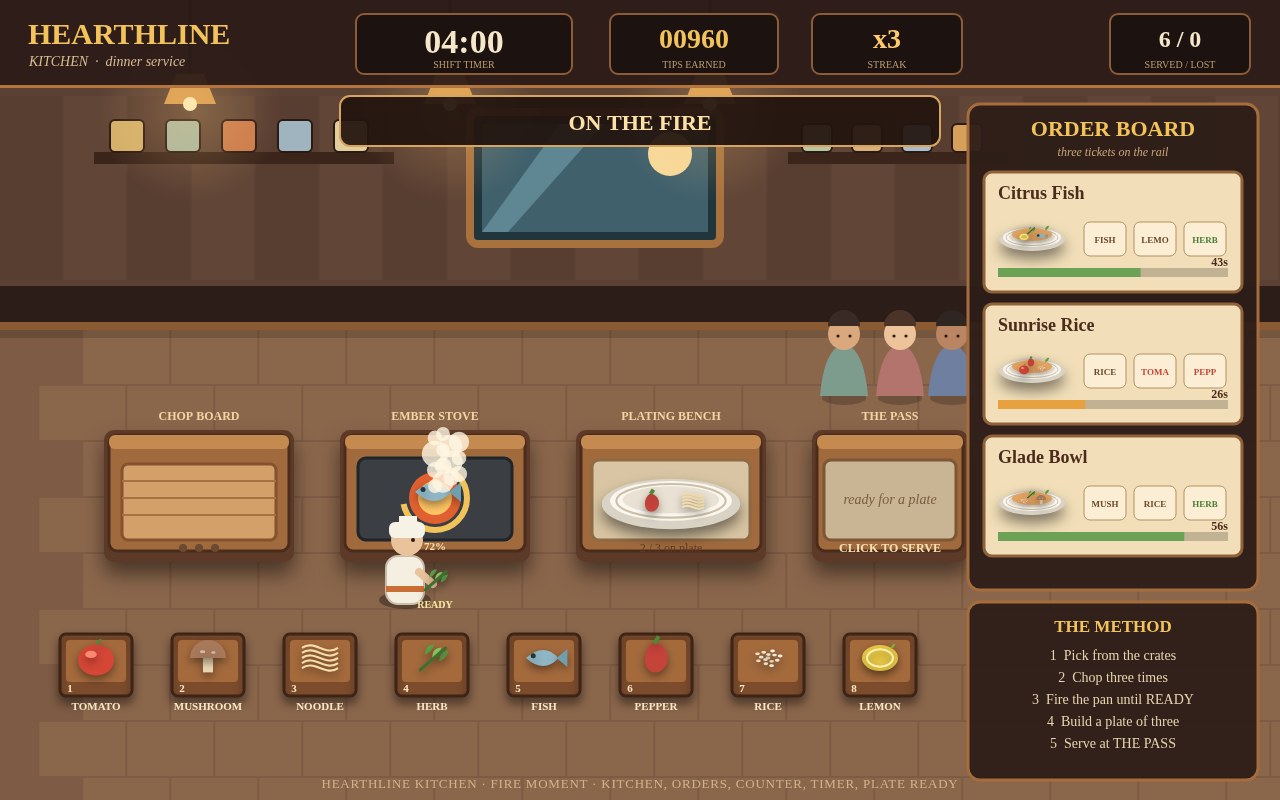 HEARTHLINE
KITCHEN · dinner service
04:00
SHIFT TIMER
00960
TIPS EARNED
x3
STREAK
6 / 0
SERVED / LOST
ON THE FIRE
ORDER BOARD
three tickets on the rail
Citrus Fish
FISH LEMO HERB
43s
Sunrise Rice
RICE TOMA PEPP
26s
Glade Bowl
MUSH RICE HERB
56s
CHOP BOARD
EMBER STOVE
PLATING BENCH
THE PASS
ready for a plate
72%
2 / 3 on plate
CLICK TO SERVE
READY
1 2 3 4 5 6 7 8
TOMATO MUSHROOM NOODLE HERB FISH PEPPER RICE LEMON
THE METHOD
1 Pick from the crates
2 Chop three times
3 Fire the pan until READY
4 Build a plate of three
5 Serve at THE PASS
HEARTHLINE KITCHEN · FIRE MOMENT · KITCHEN, ORDERS, COUNTER, TIMER, PLATE READY